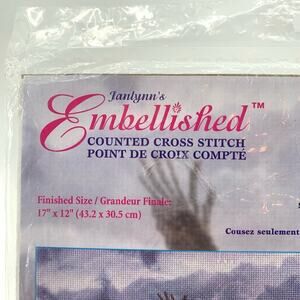 Janlynn's
Embellished™
COUNTED CROSS STITCH
POINT DE CROIX COMPTÉ
Finished Size / Grandeur Finale:
17" x 12" (43.2 x 30.5 cm)
Cousez seulement